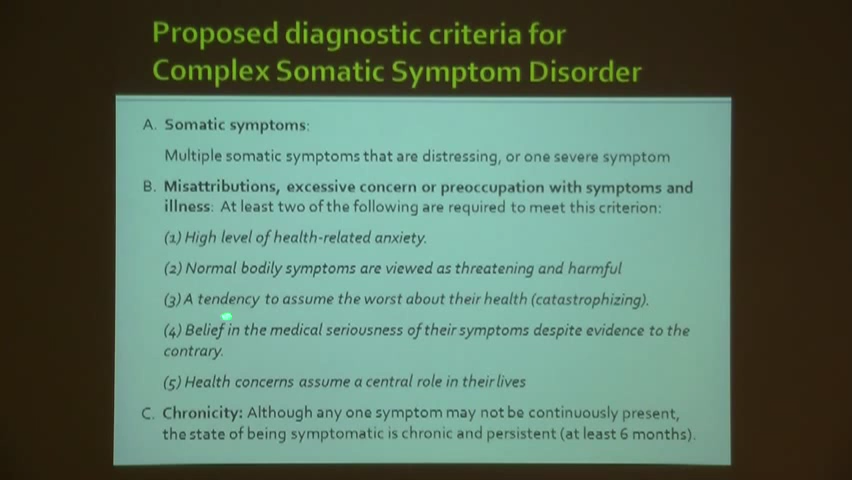 Proposed diagnostic criteria for
Complex Somatic Symptom Disorder
A. Somatic symptoms:
Multiple somatic symptoms that are distressing, or one severe symptom
B. Misattributions, excessive concern or preoccupation with symptoms and
illness: At least two of the following are required to meet this criterion:
(1) High level of health-related anxiety.
(2) Normal bodily symptoms are viewed as threatening and harmful
(3) A tendency to assume the worst about their health (catastrophizing).
(4) Belief in the medical seriousness of their symptoms despite evidence to the
contrary.
(5) Health concerns assume a central role in their lives
C. Chronicity: Although any one symptom may not be continuously present,
the state of being symptomatic is chronic and persistent (at least 6 months).